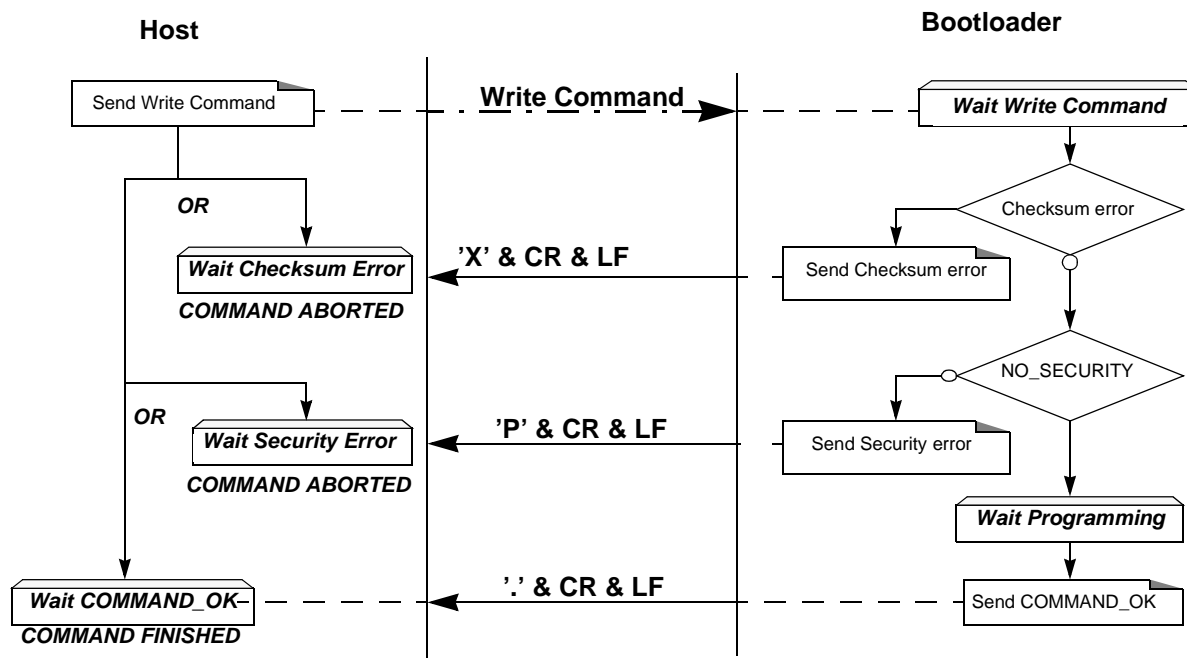 Host
Bootloader
Send Write Command
Write Command
Wait Write Command
OR
Checksum error
Wait Checksum Error
’X’ & CR & LF
Send Checksum error
COMMAND ABORTED
NO_SECURITY
OR
Wait Security Error
’P’ & CR & LF
Send Security error
COMMAND ABORTED
Wait Programming
Wait COMMAND_OK
’.’ & CR & LF
Send COMMAND_OK
COMMAND FINISHED